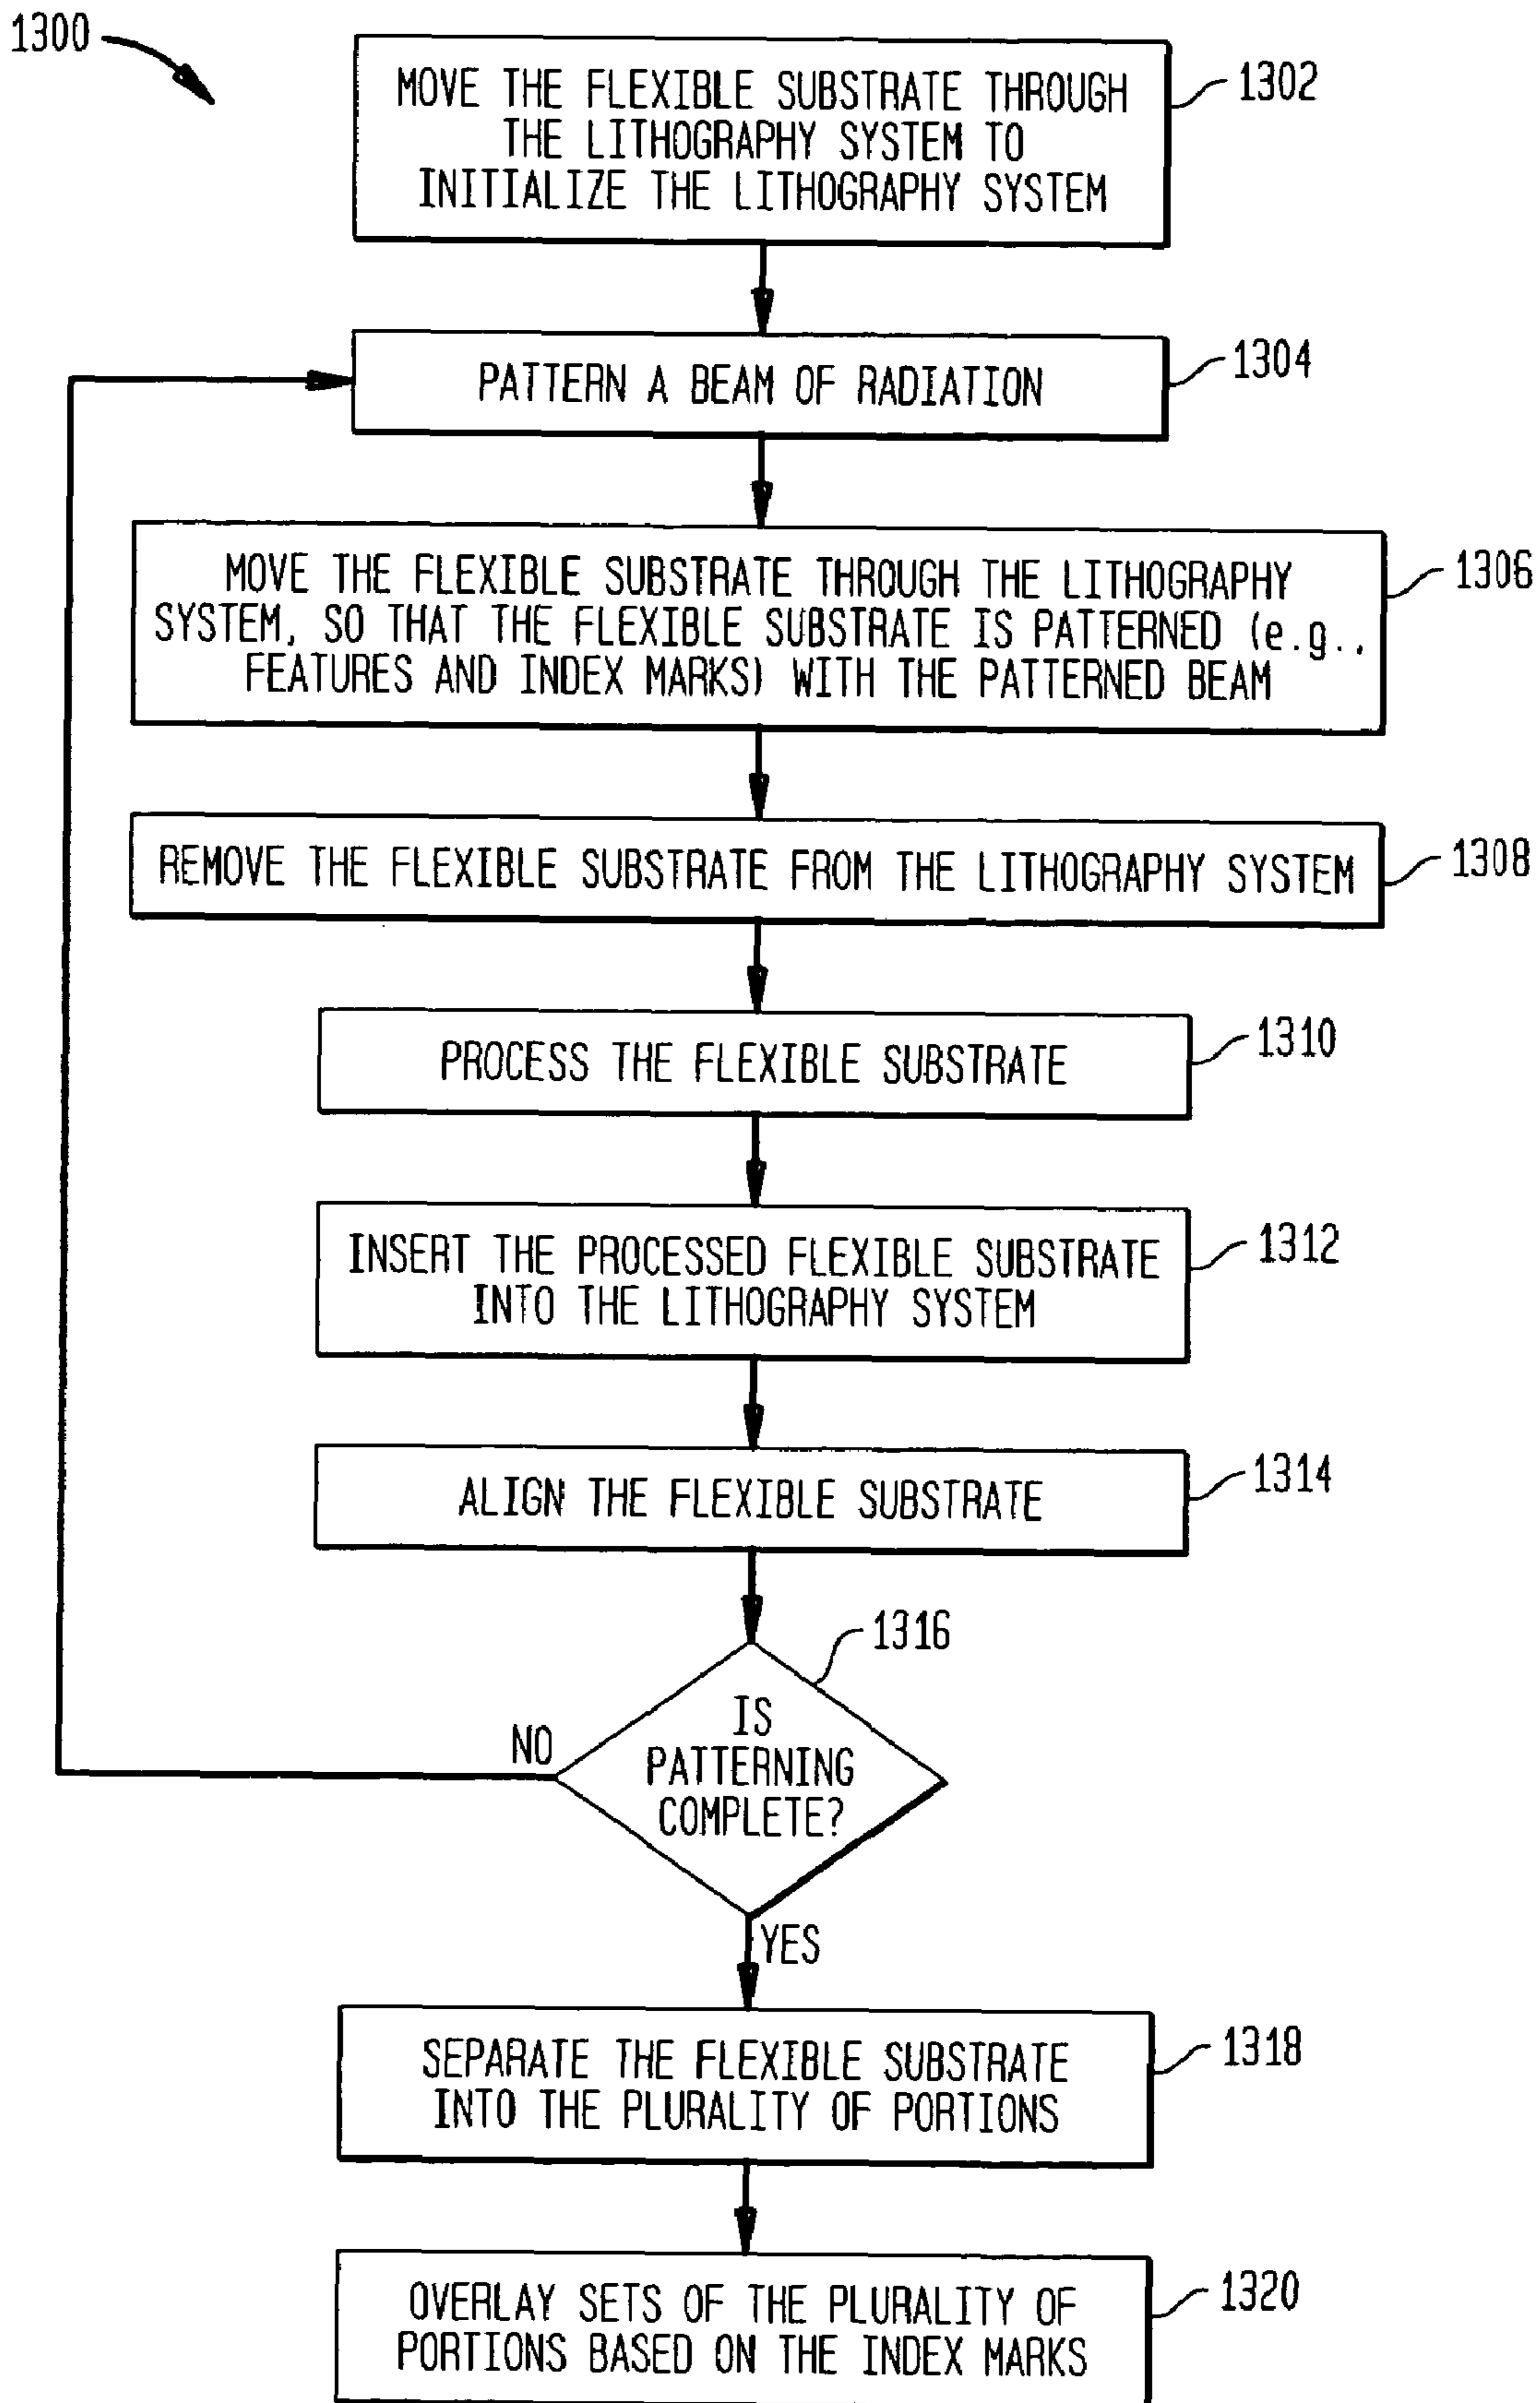 1300
MOVE THE FLEXIBLE SUBSTRATE THROUGH
THE LITHOGRAPHY SYSTEM TO
INITIALIZE THE LITHOGRAPHY SYSTEM
1302
PATTERN A BEAM OF RADIATION
1304
MOVE THE FLEXIBLE SUBSTRATE THROUGH THE LITHOGRAPHY
SYSTEM, SO THAT THE FLEXIBLE SUBSTRATE IS PATTERNED (e.g.,
FEATURES AND INDEX MARKS) WITH THE PATTERNED BEAM
1306
REMOVE THE FLEXIBLE SUBSTRATE FROM THE LITHOGRAPHY SYSTEM
1308
PROCESS THE FLEXIBLE SUBSTRATE
1310
INSERT THE PROCESSED FLEXIBLE SUBSTRATE
INTO THE LITHOGRAPHY SYSTEM
1312
ALIGN THE FLEXIBLE SUBSTRATE
1314
1316
IS
PATTERNING
COMPLETE?
NO
YES
SEPARATE THE FLEXIBLE SUBSTRATE
INTO THE PLURALITY OF PORTIONS
1318
OVERLAY SETS OF THE PLURALITY OF
PORTIONS BASED ON THE INDEX MARKS
1320